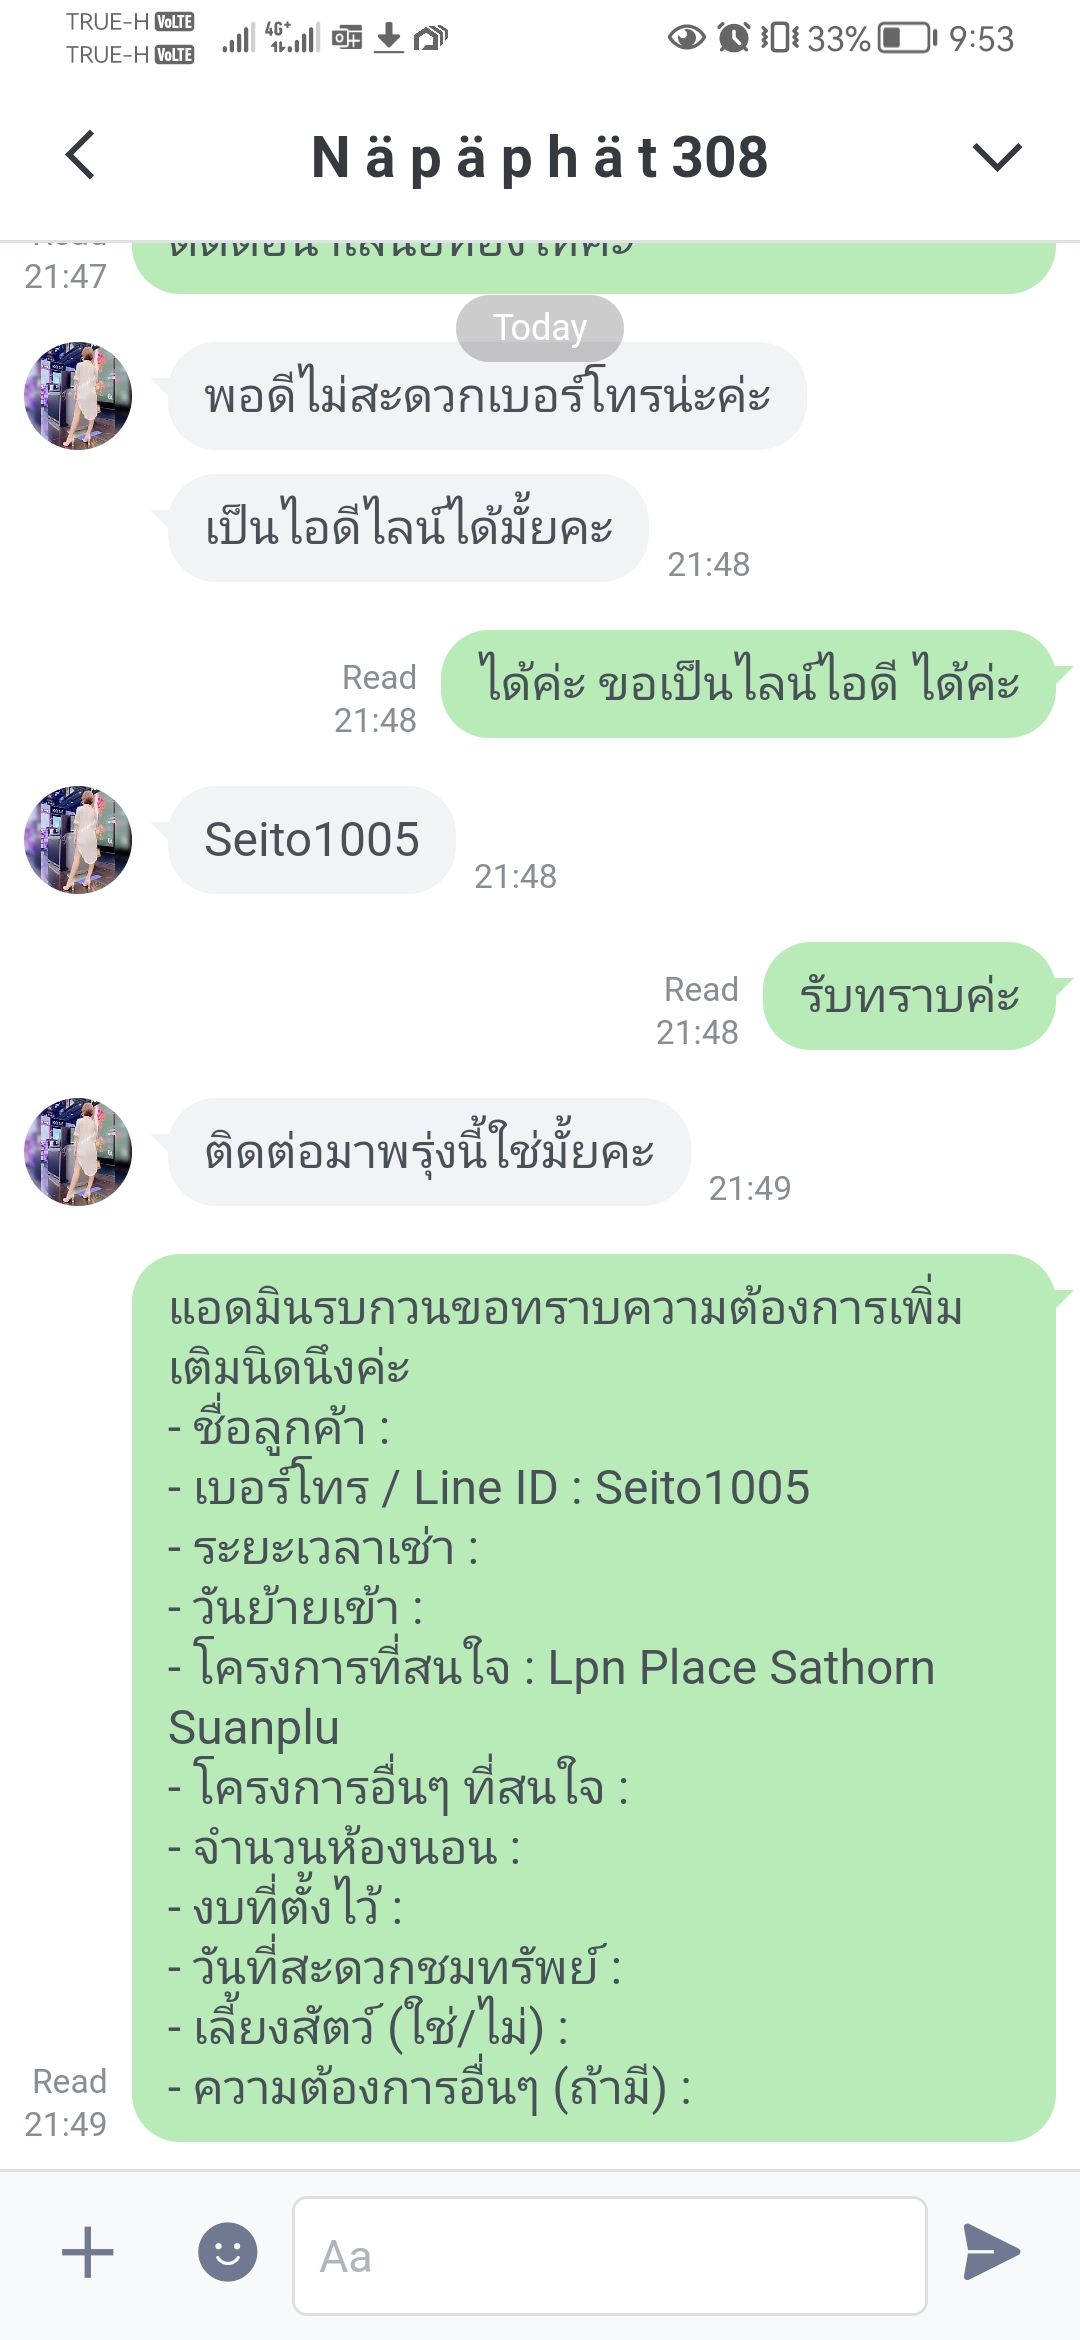 TRUE-H VoLTE
TRUE-H VoLTE
4G+
33%
9:53
N ä p ä p h ä t 308
Read
21:47
Today
พอดีไม่สะดวกเบอร์โทรน่ะค่ะ
เป็นไอดีไลน์ได้มั้ยคะ
21:48
ได้ค่ะ ขอเป็นไลน์ไอดี ได้ค่ะ
Read
21:48
Seito1005
21:48
รับทราบค่ะ
Read
21:48
ติดต่อมาพรุ่งนี้ใช่มั้ยคะ
21:49
แอดมินรบกวนขอทราบความต้องการเพิ่ม
เติมนิดนึงค่ะ
- ชื่อลูกค้า :
- เบอร์โทร / Line ID : Seito1005
- ระยะเวลาเช่า :
- วันย้ายเข้า :
- โครงการที่สนใจ : Lpn Place Sathorn
Suanplu
- โครงการอื่นๆ ที่สนใจ :
- จำนวนห้องนอน :
- งบที่ตั้งไว้ :
- วันที่สะดวกชมทรัพย์ :
- เลี้ยงสัตว์ (ใช่/ไม่) :
- ความต้องการอื่นๆ (ถ้ามี) :
Read
21:49
Aa